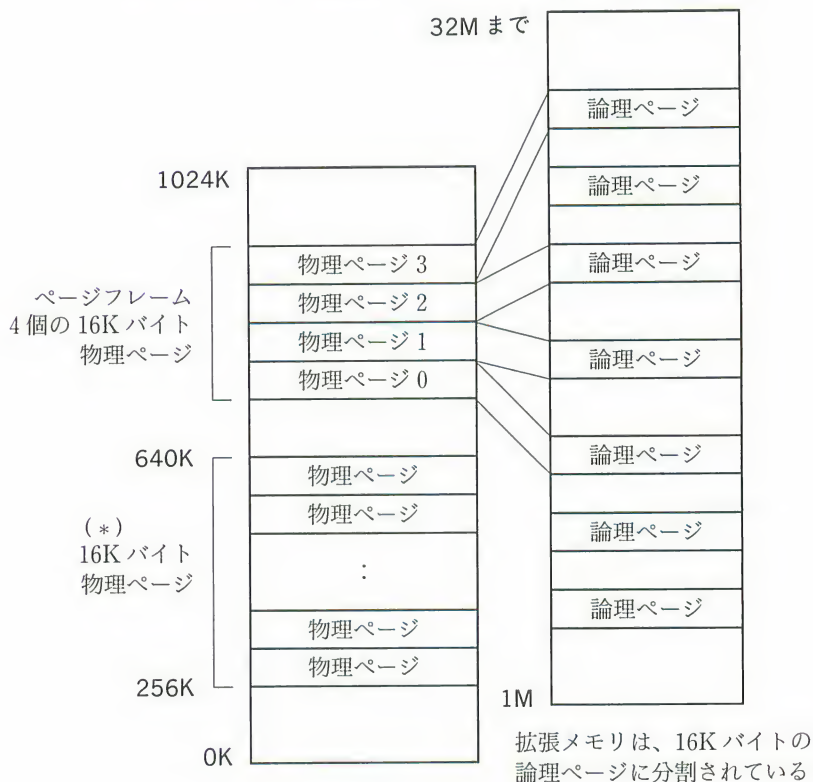 32M まで
論理ページ
論理ページ
論理ページ
論理ページ
論理ページ
論理ページ
論理ページ
1M
拡張メモリは、16K バイトの
論理ページに分割されている
1024K
物理ページ 3
物理ページ 2
物理ページ 1
物理ページ 0
ページフレーム
4 個の 16K バイト
物理ページ
640K
物理ページ
物理ページ
:
物理ページ
物理ページ
(*)
16K バイト
物理ページ
256K
0K